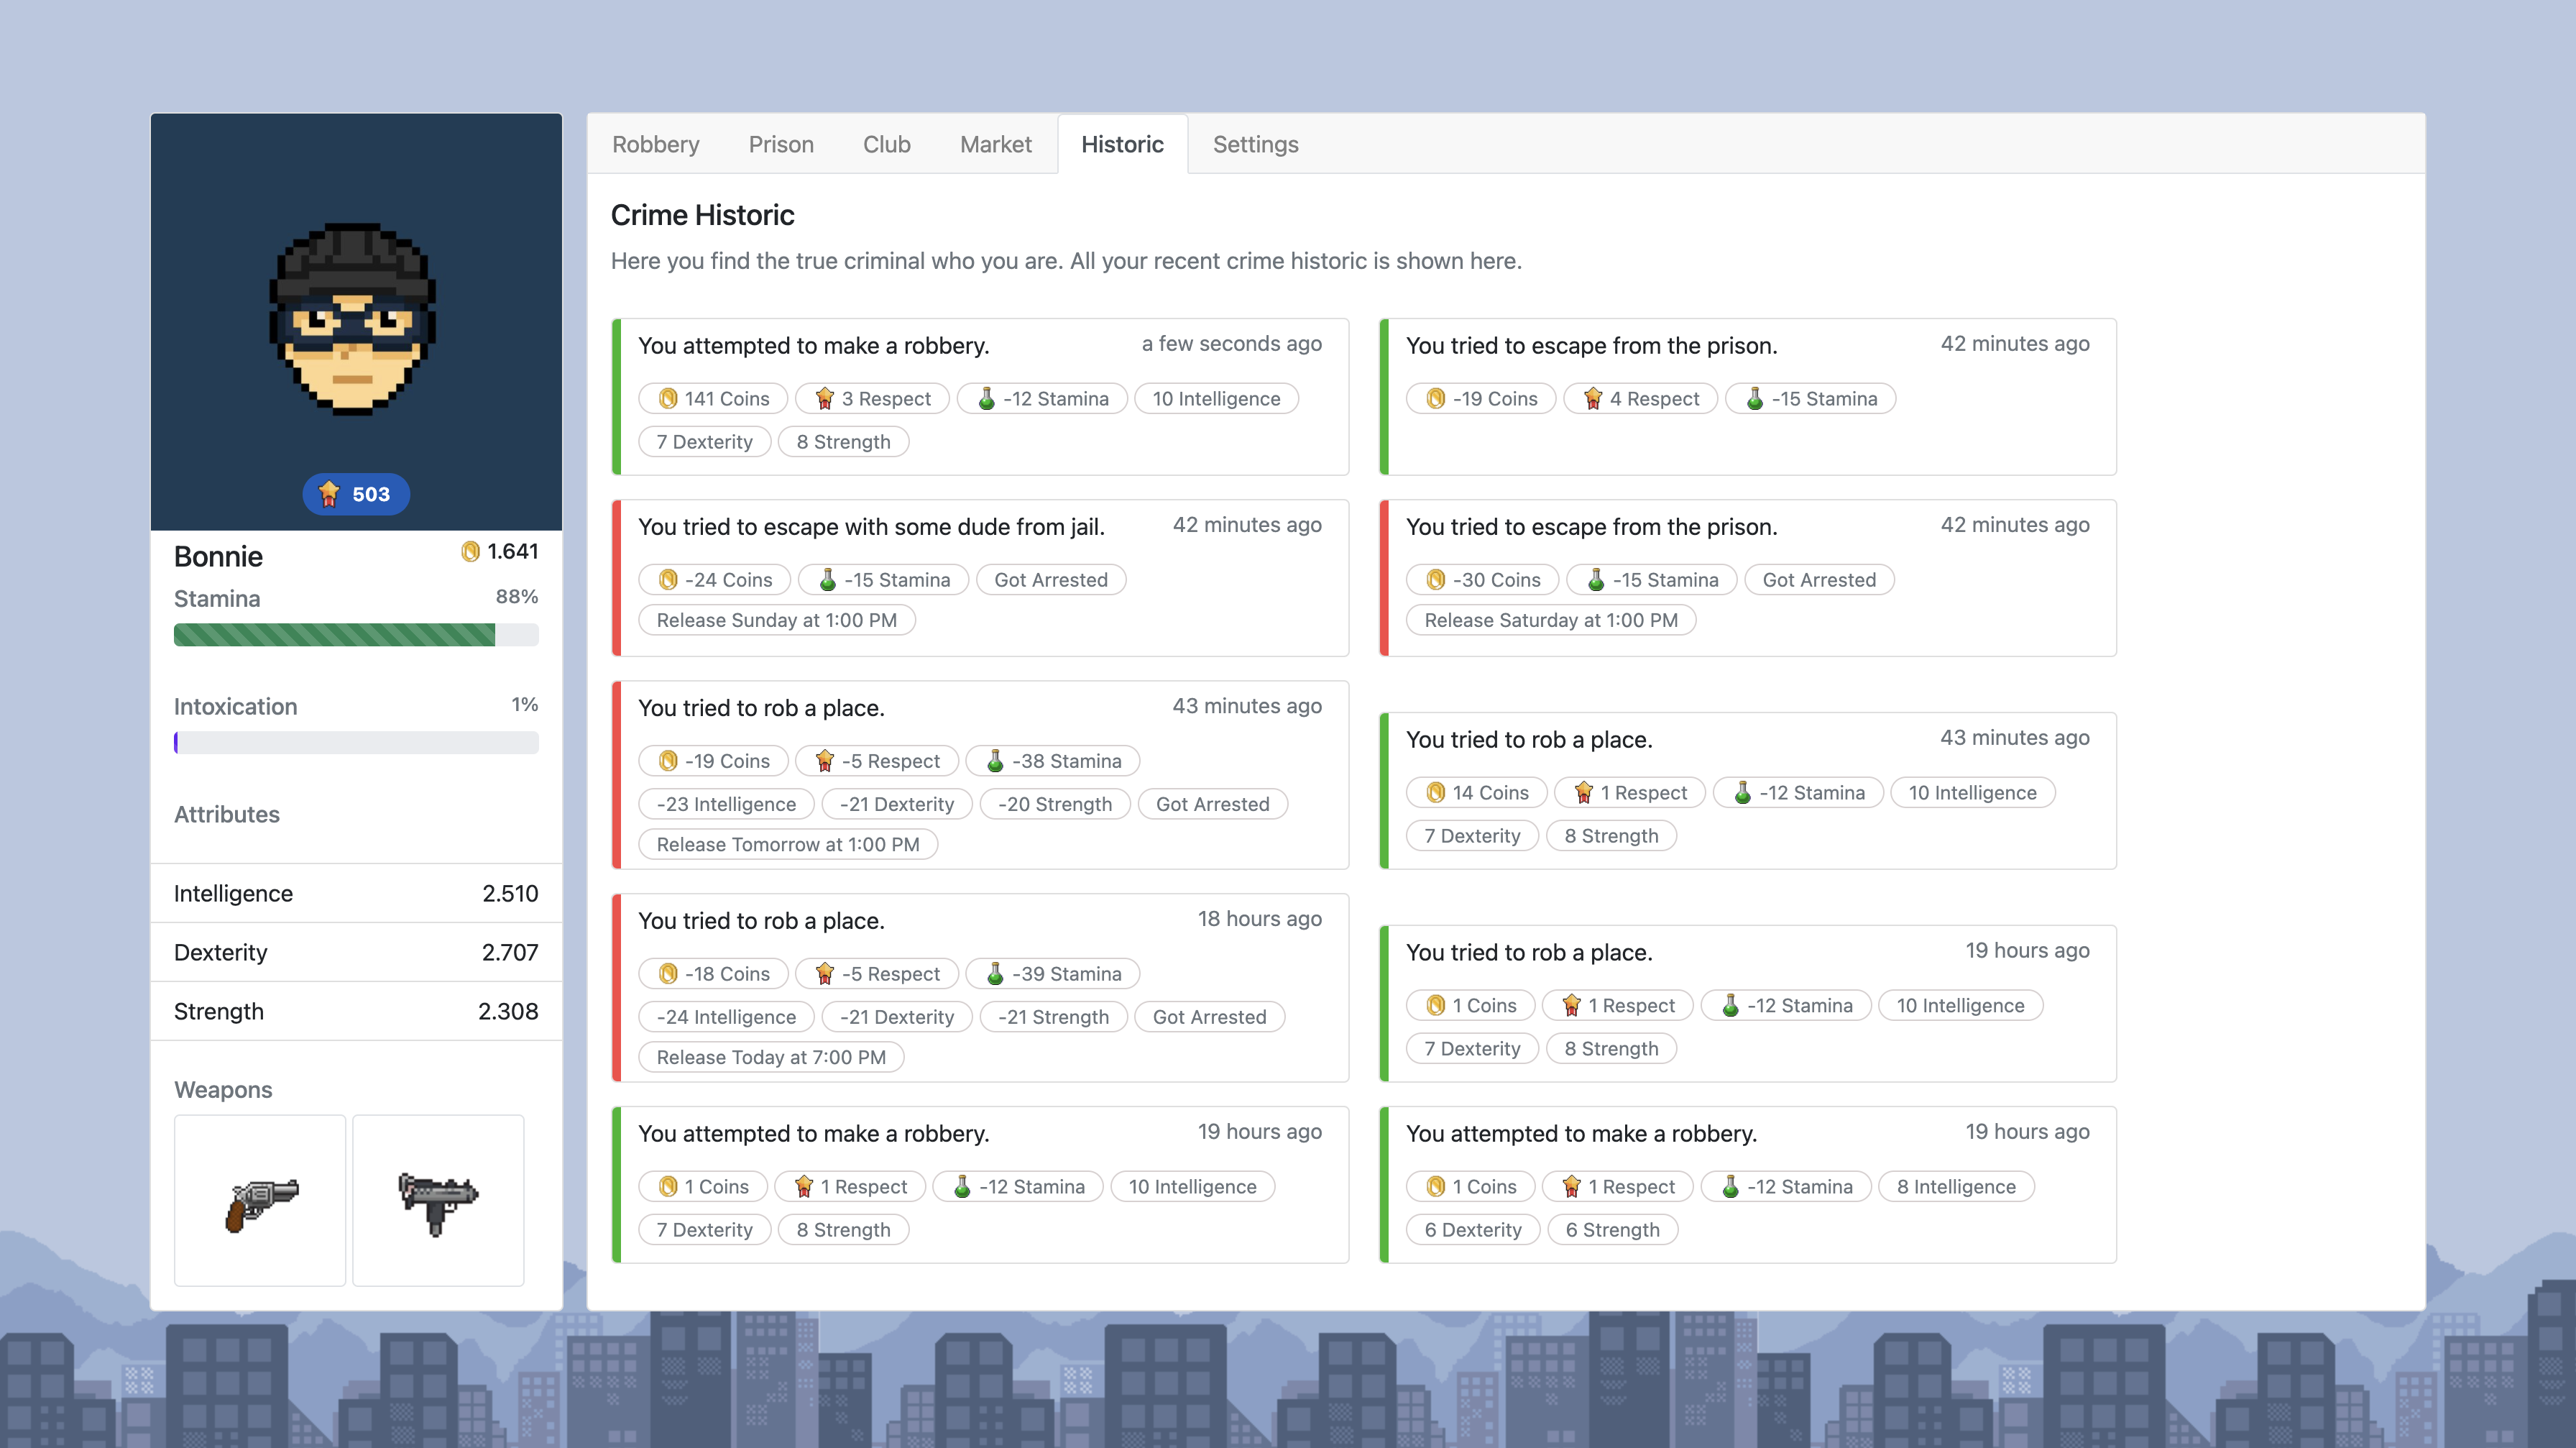 503
Bonnie
1.641
Stamina
88%
Intoxication
1%
Attributes
Intelligence
2.510
Dexterity
2.707
Strength
2.308
Weapons
Robbery Prison Club Market Historic Settings
Crime Historic
Here you find the true criminal who you are. All your recent crime historic is shown here.
You attempted to make a robbery. a few seconds ago
141 Coins 3 Respect -12 Stamina 10 Intelligence
7 Dexterity 8 Strength
You tried to escape from the prison. 42 minutes ago
-19 Coins 4 Respect -15 Stamina
You tried to escape with some dude from jail. 42 minutes ago
-24 Coins -15 Stamina Got Arrested
Release Sunday at 1:00 PM
You tried to escape from the prison. 42 minutes ago
-30 Coins -15 Stamina Got Arrested
Release Saturday at 1:00 PM
You tried to rob a place. 43 minutes ago
-19 Coins -5 Respect -38 Stamina
-23 Intelligence -21 Dexterity -20 Strength Got Arrested
Release Tomorrow at 1:00 PM
You tried to rob a place. 43 minutes ago
14 Coins 1 Respect -12 Stamina 10 Intelligence
7 Dexterity 8 Strength
You tried to rob a place. 18 hours ago
-18 Coins -5 Respect -39 Stamina
-24 Intelligence -21 Dexterity -21 Strength Got Arrested
Release Today at 7:00 PM
You tried to rob a place. 19 hours ago
1 Coins 1 Respect -12 Stamina 10 Intelligence
7 Dexterity 8 Strength
You attempted to make a robbery. 19 hours ago
1 Coins 1 Respect -12 Stamina 10 Intelligence
7 Dexterity 8 Strength
You attempted to make a robbery. 19 hours ago
1 Coins 1 Respect -12 Stamina 8 Intelligence
6 Dexterity 6 Strength